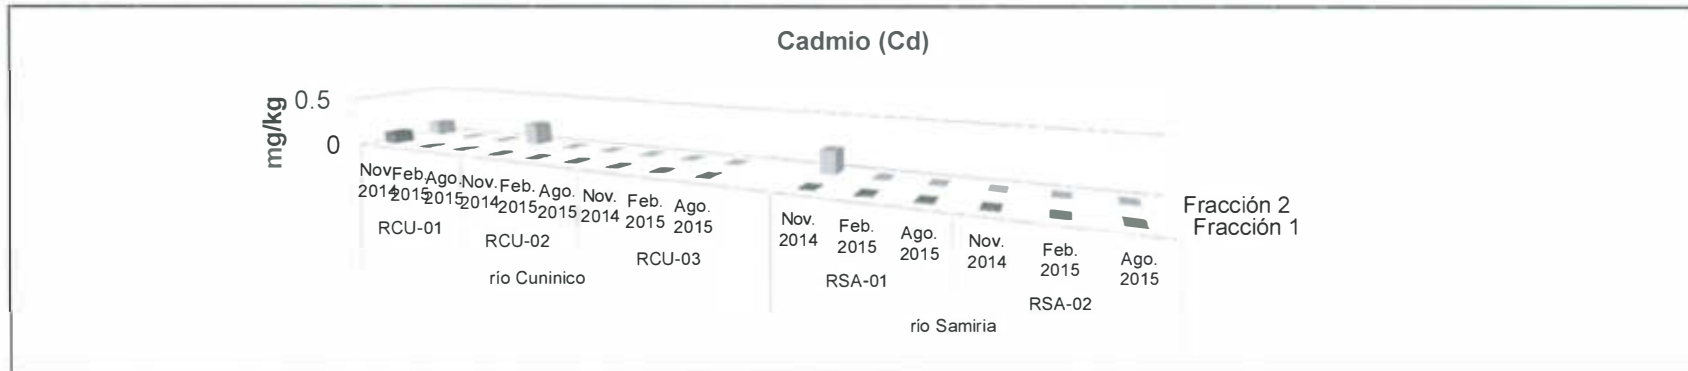 Cadmio (Cd)
mg/kg
0.5
0
Nov. Feb. Ago. Nov. Feb. Ago. Nov. Feb. Ago. Nov. Feb. Ago. Nov. Feb. Ago.
2014 2015 2015 2014 2015 2015 2014 2015 2015 2014 2015 2015 2014 2015 2015
RCU-01 RCU-02 RCU-03 RSA-01 RSA-02
río Cuninico río Samiria
Fracción 2
Fracción 1